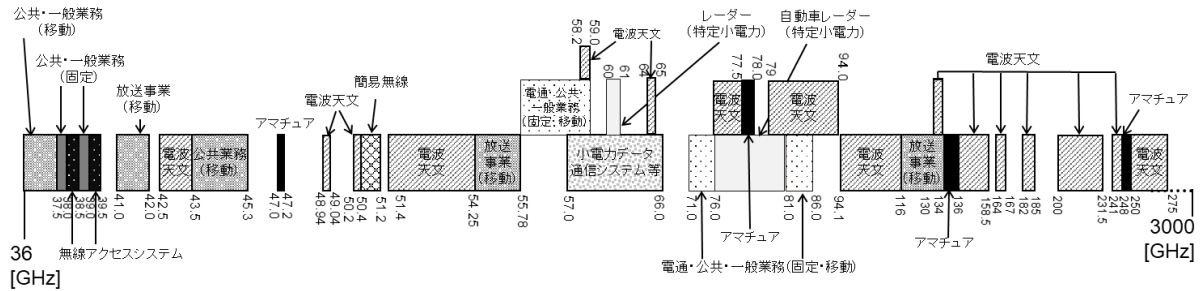 公共・一般業務
(移動)
公共・一般業務
(固定)
放送事業
(移動)
電波
天文
公共業務
(移動)
アマチュア
電波天文
簡易無線
電波
天文
放送
事業
(移動)
電通・公共・
一般業務
(固定・移動)
58.2
59.0
電波天文
60
61
64
65
小電力データ
通信システム等
レーダー
(特定小電力)
自動車レーダー
(特定小電力)
77.5
78.0
79
94.0
電波
天文
電波
天文
電波
天文
放送
事業
(移動)
電波天文
アマチュア
電波
天文
37.5
38.0
38.5
39.0
39.5
41.0
42.0
42.5
43.5
45.3
47.0
47.2
48.94
49.04
50.2
50.4
51.2
51.4
54.25
55.78
57.0
66.0
71.0
76.0
81.0
86.0
94.1
116
130
134
136
158.5
164
167
182
185
200
231.5
241
248
250
275
無線アクセスシステム
アマチュア
アマチュア
電通・公共・一般業務(固定・移動)
36
[GHz]
3000
[GHz]